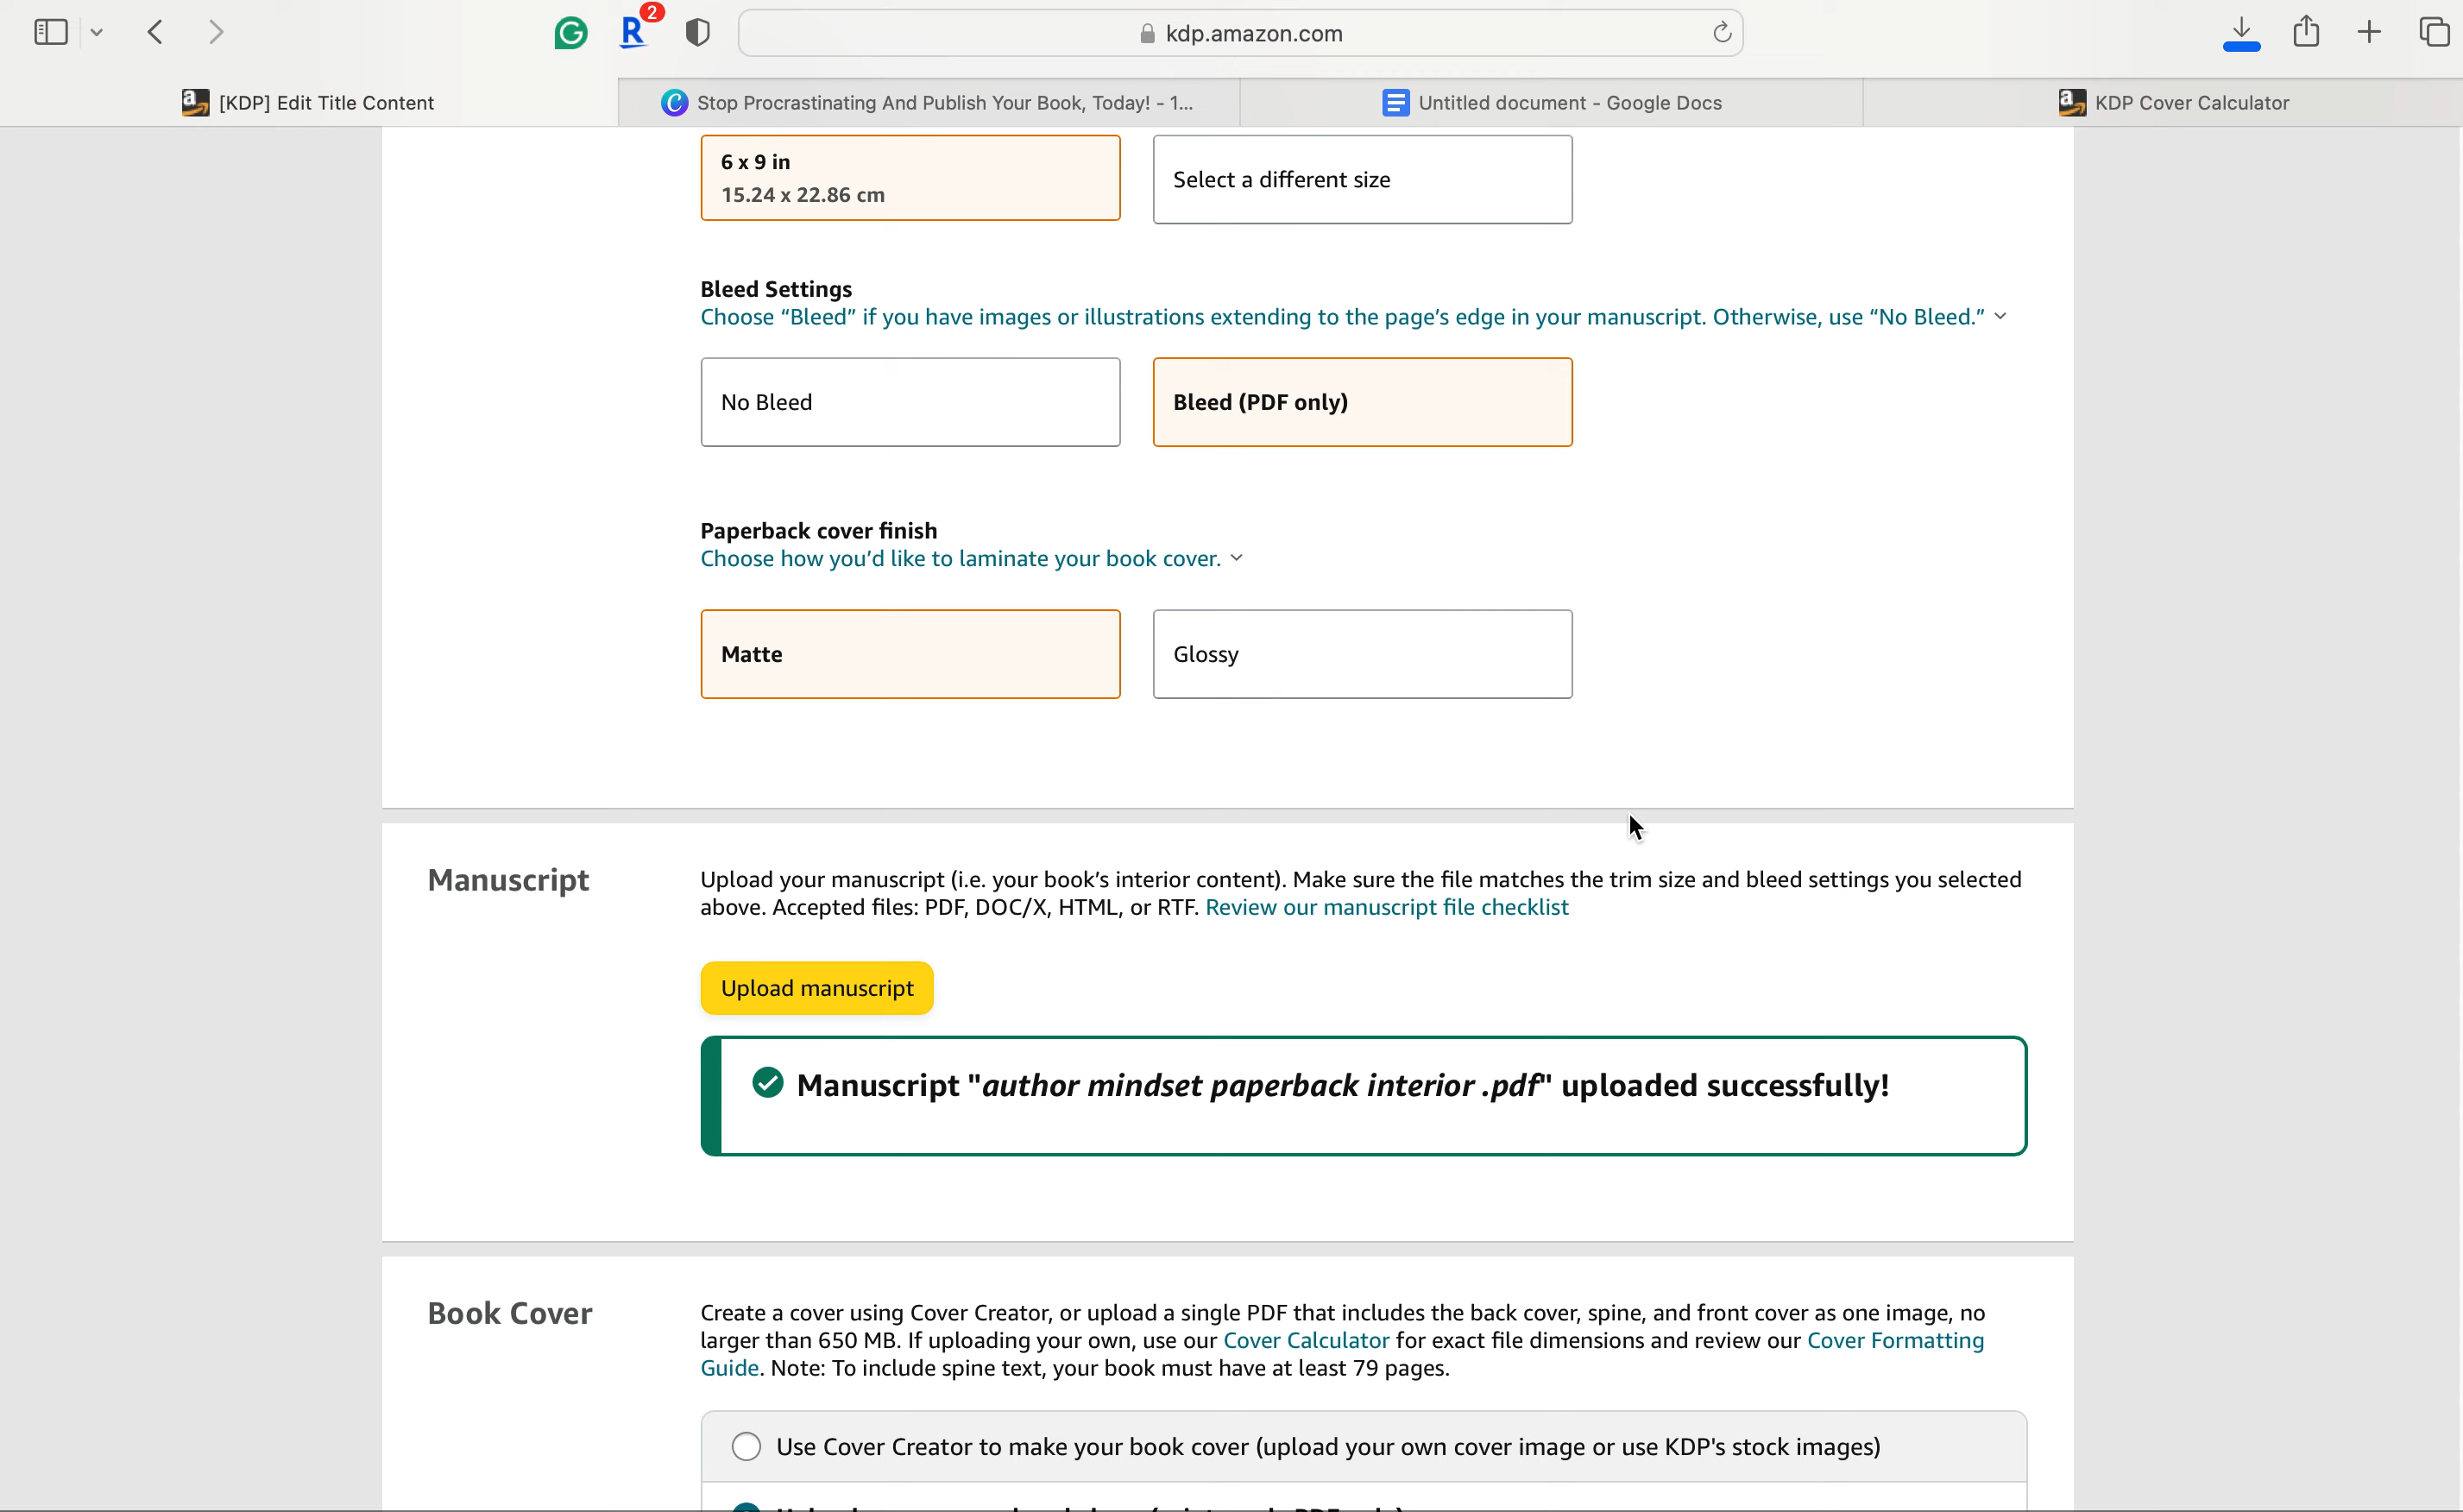 2
R
kdp.amazon.com
[KDP] Edit Title Content
Stop Procrastinating And Publish Your Book, Today! - 1...
Untitled document - Google Docs
KDP Cover Calculator
6 x 9 in
15.24 x 22.86 cm
Select a different size
Bleed Settings
Choose “Bleed” if you have images or illustrations extending to the page’s edge in your manuscript. Otherwise, use “No Bleed.”
No Bleed
Bleed (PDF only)
Paperback cover finish
Choose how you’d like to laminate your book cover.
Matte
Glossy
Manuscript
Upload your manuscript (i.e. your book’s interior content). Make sure the file matches the trim size and bleed settings you selected
above. Accepted files: PDF, DOC/X, HTML, or RTF. Review our manuscript file checklist
Upload manuscript
Manuscript "author mindset paperback interior .pdf" uploaded successfully!
Book Cover
Create a cover using Cover Creator, or upload a single PDF that includes the back cover, spine, and front cover as one image, no
larger than 650 MB. If uploading your own, use our Cover Calculator for exact file dimensions and review our Cover Formatting
Guide. Note: To include spine text, your book must have at least 79 pages.
Use Cover Creator to make your book cover (upload your own cover image or use KDP's stock images)